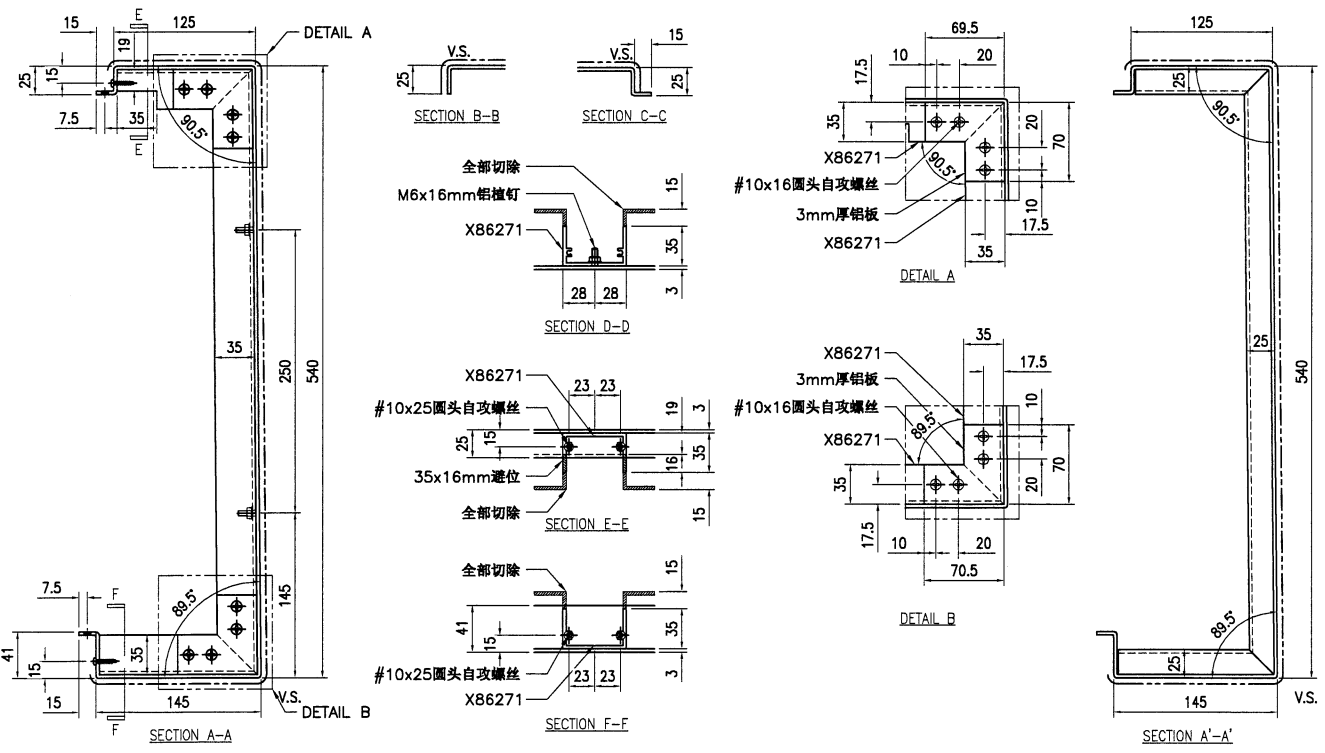 E
15
125
DETAIL A
19
25
15
7.5
35
E
90.5°
35
250
540
7.5
F
89.5°
145
41
15
35
15
145
V.S.
DETAIL B
F
SECTION A-A
V.S.
25
SECTION B-B
V.S.
15
25
SECTION C-C
全部切除
M6x16mm铝植钉
X86271
15
35
3
28
28
SECTION D-D
X86271
23
23
#10x25圆头自攻螺丝
19
3
25
15
35
16
35x16mm避位
全部切除
15
SECTION E-E
全部切除
15
41
15
35
#10x25圆头自攻螺丝
23
23
3
X86271
SECTION F-F
69.5
10
20
17.5
35
20
70
X86271
90.5°
#10x16圆头自攻螺丝
3mm厚铝板
10
X86271
17.5
35
DETAIL A
35
X86271
17.5
3mm厚铝板
10
#10x16圆头自攻螺丝
89.5°
X86271
70
35
20
17.5
10
20
70.5
DETAIL B
125
25
90.5°
25
540
89.5°
25
145
V.S.
SECTION A'-A'